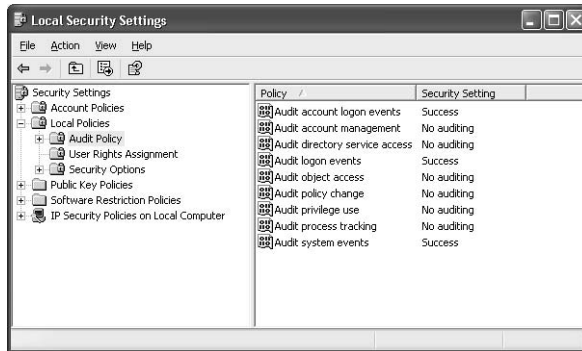 Local Security Settings
File Action View Help
Security Settings
Account Policies
Local Policies
Audit Policy
User Rights Assignment
Security Options
Public Key Policies
Software Restriction Policies
IP Security Policies on Local Computer
Policy Security Setting
Audit account logon events Success
Audit account management No auditing
Audit directory service access No auditing
Audit logon events Success
Audit object access No auditing
Audit policy change No auditing
Audit privilege use No auditing
Audit process tracking No auditing
Audit system events Success